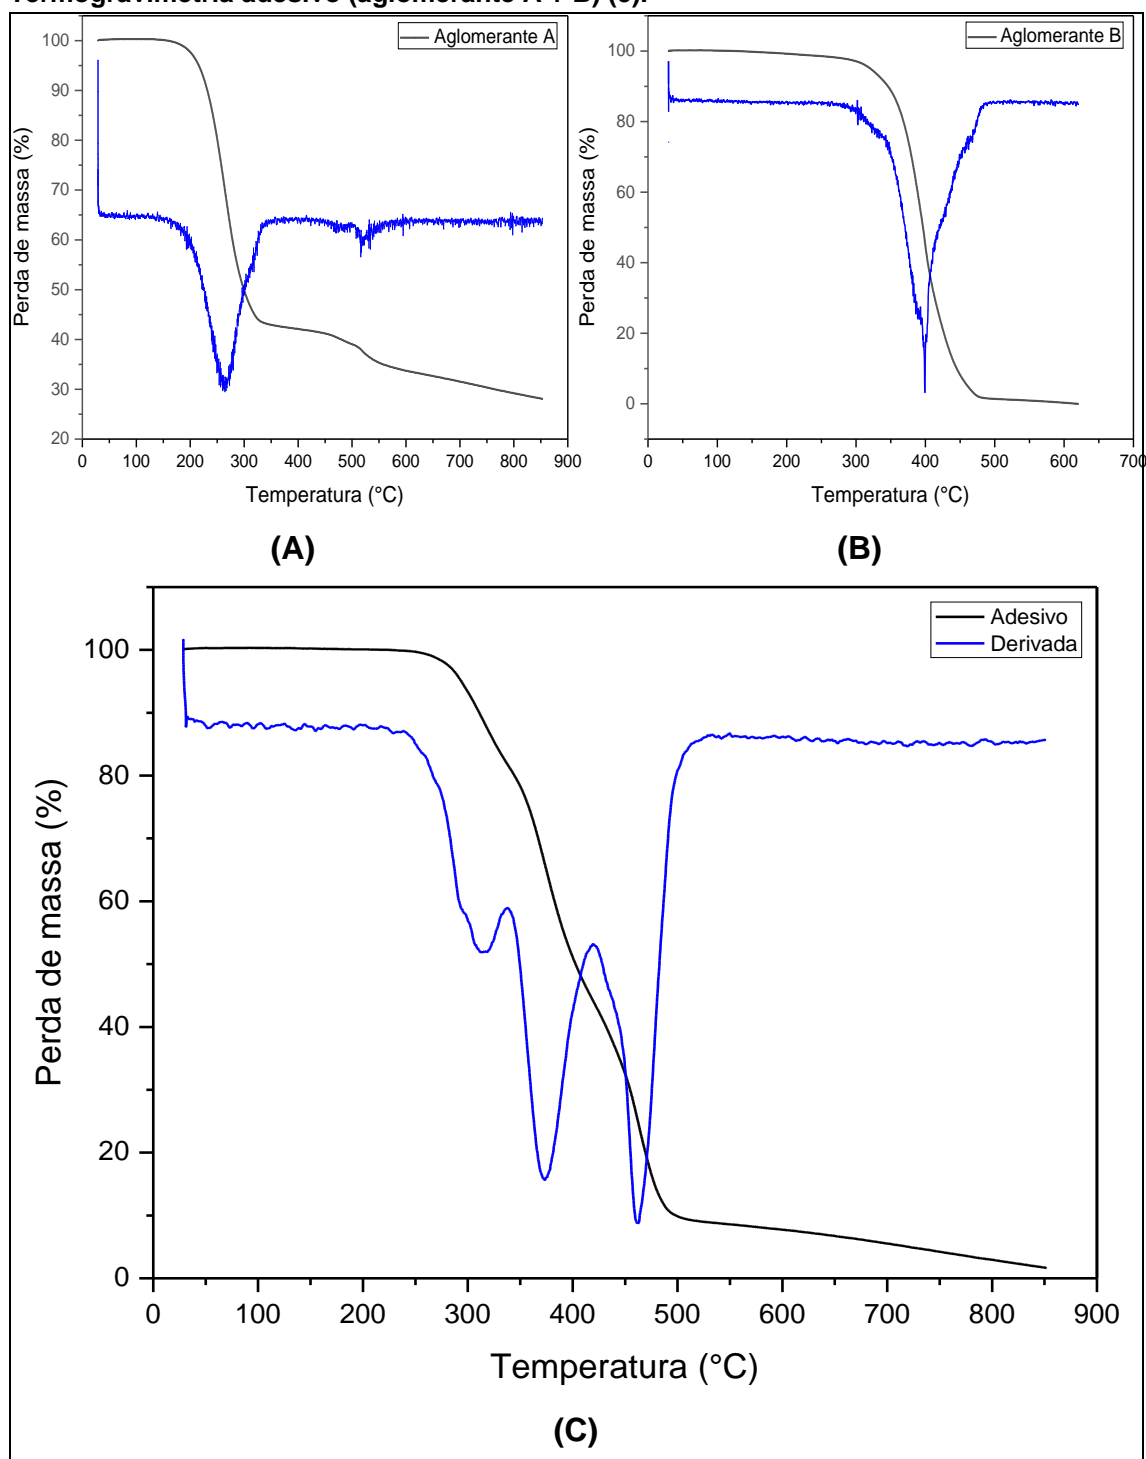 Termogravimetria adesivo (aglomerante A + B) (c).
Aglomerante A
100
90
80
70
60
50
40
30
20
Perda de massa (%)
0 100 200 300 400 500 600 700 800 900
Temperatura (°C)
(A)
Aglomerante B
100
80
60
40
20
0
Perda de massa (%)
0 100 200 300 400 500 600 700
Temperatura (°C)
(B)
Adesivo
Derivada
100
80
60
40
20
0
Perda de massa (%)
0 100 200 300 400 500 600 700 800 900
Temperatura (°C)
(C)